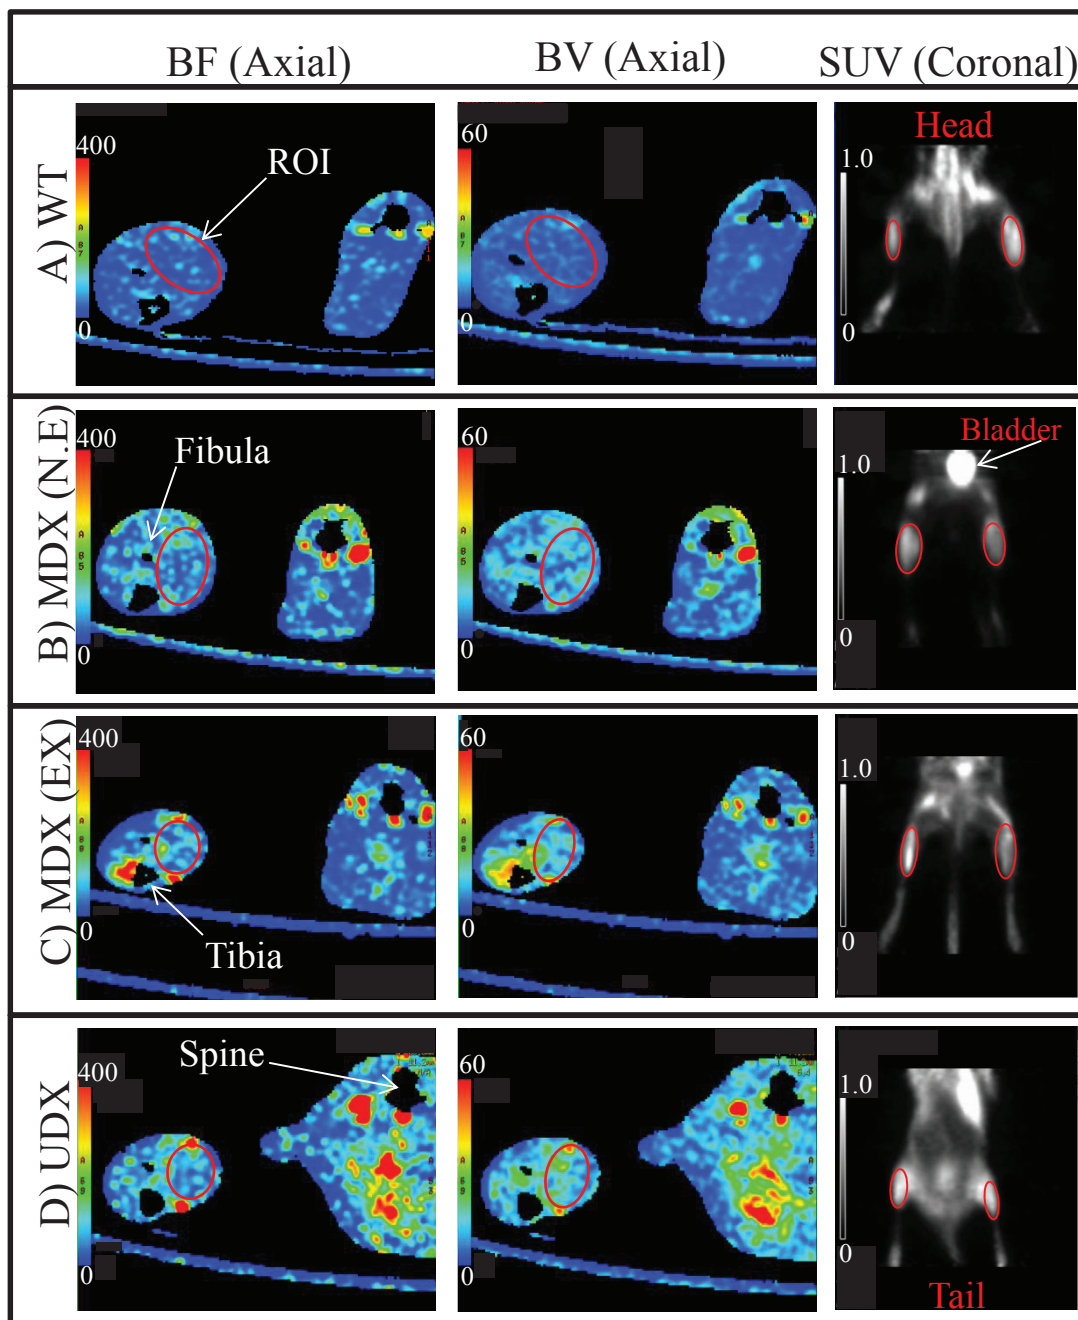 BF (Axial)
BV (Axial)
SUV (Coronal)
A) WT
400
0
ROI
60
0
Head
1.0
0
B) MDX (N.E)
400
0
Fibula
60
0
Bladder
1.0
0
C) MDX (EX)
400
0
Tibia
60
0
1.0
0
D) UDX
400
0
Spine
60
0
1.0
0
Tail